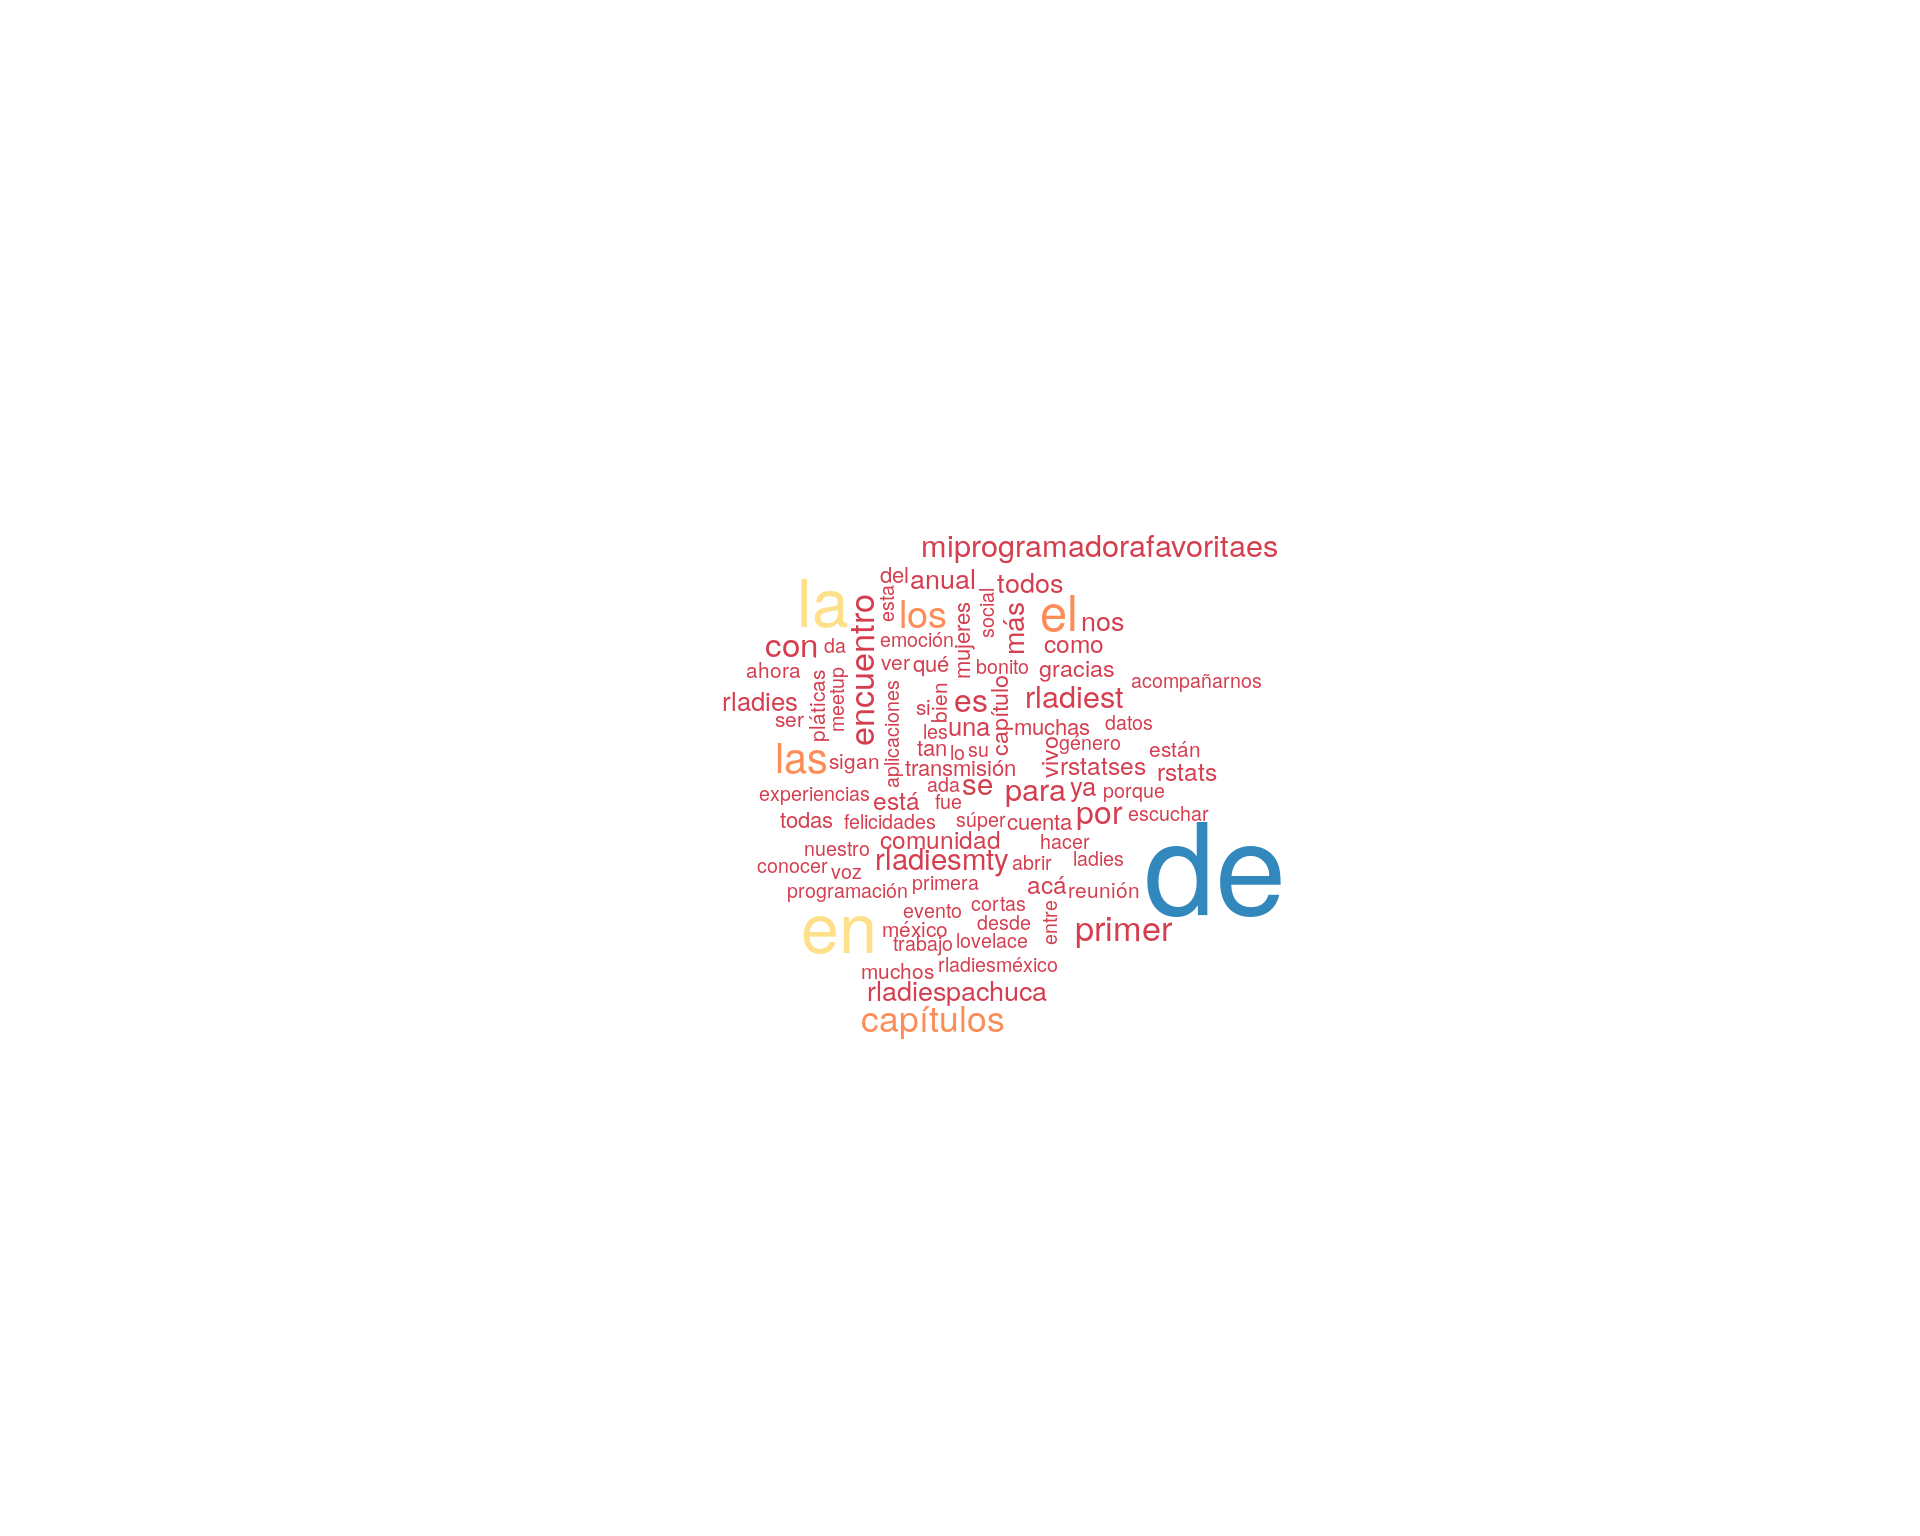 miprogramadorafavoritaes
del anual todos
la esta los social el
encuentro mujeres más nos
con da emoción como
ahora ver qué bonito gracias
acompañarnos
rladies pláticas meetup aplicaciones si bien es capítulo rladiest
ser les una muchas datos
tan lo su vivo género están
las sigan transmisión rstatses rstats
experiencias está ada se para ya porque
fue por escuchar
todas felicidades súper cuenta
comunidad hacer de
nuestro rladiesmty abrir ladies
conocer voz
programación primera acá reunión
evento cortas entre
en méxico desde primer
trabajo lovelace
muchos rladiesméxico
rladiespachuca
capítulos